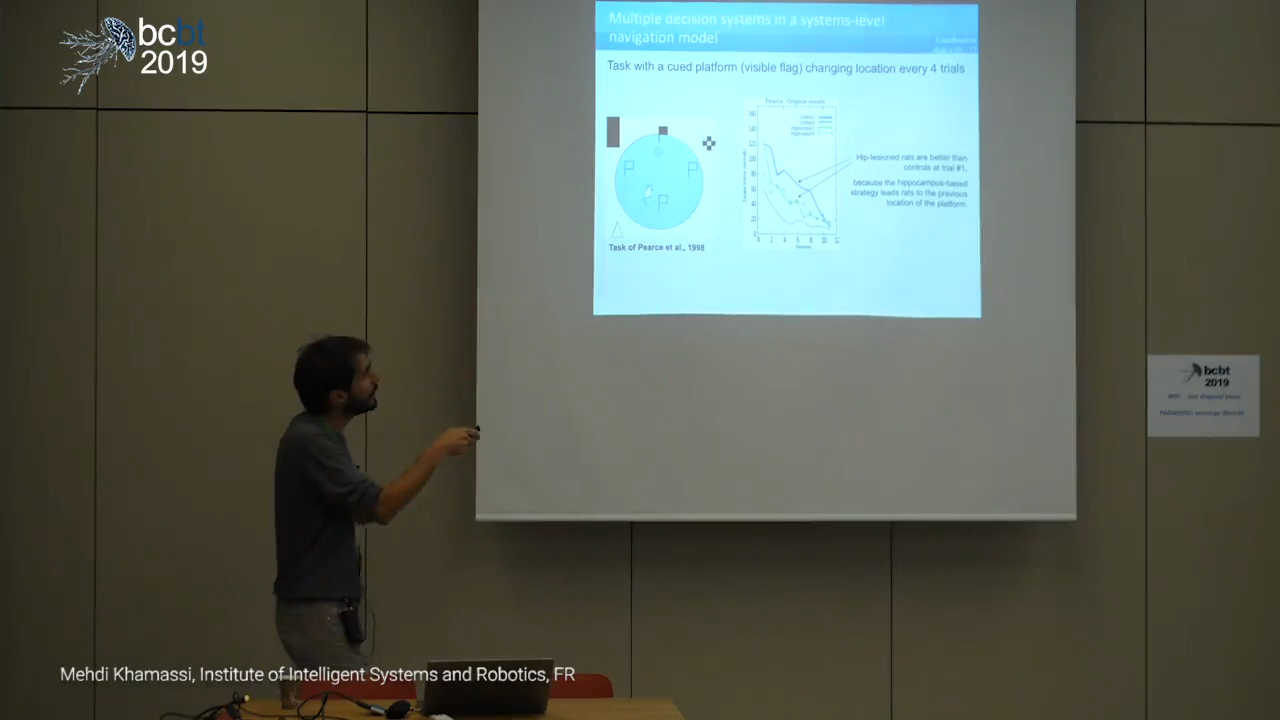 bcbt
2019
Multiple decision systems in a systems-level
navigation model
Task with a cued platform (visible flag) changing location every 4 trials
Pearce: Original results
Hip-lesioned rats are better than
controls at trial #1.
because the hippocampus-based
strategy leads rats to the previous
location of the platform.
Task of Pearce et al., 1998
bcbt
2019
Mehdi Khamassi, Institute of Intelligent Systems and Robotics, FR